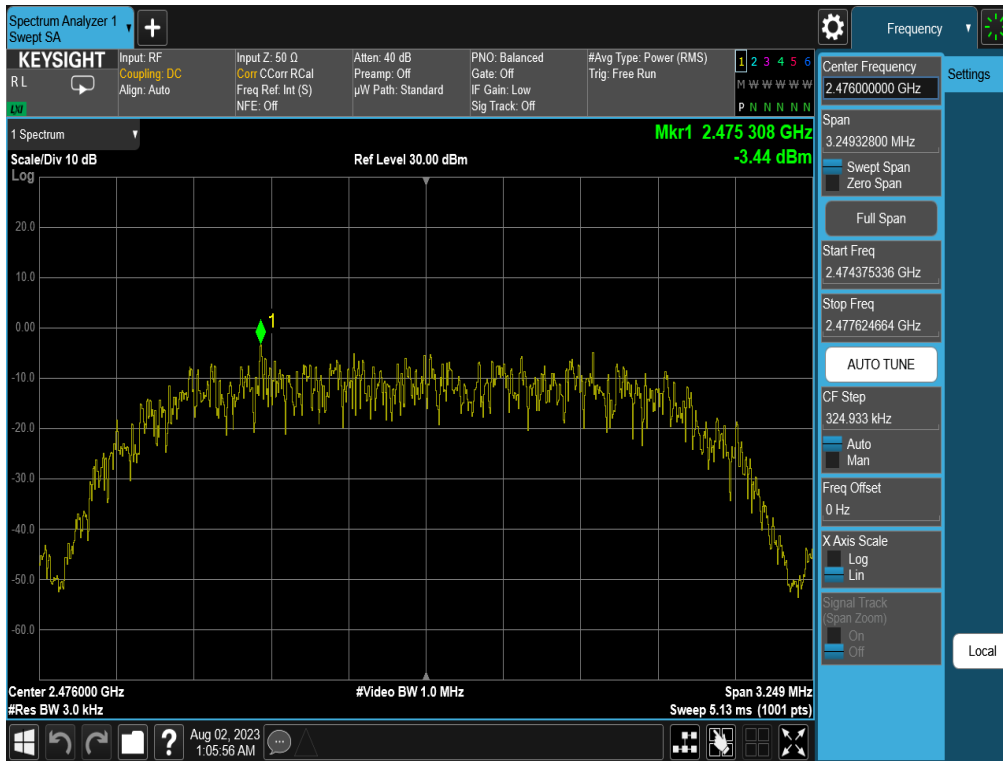 Spectrum Analyzer 1
Swept SA
Frequency
KEYSIGHT
R L
LXI
Input: RF
Coupling: DC
Align: Auto
Input Z: 50 Ω
Corr CCorr RCal
Freq Ref: Int (S)
NFE: Off
Atten: 40 dB
Preamp: Off
µW Path: Standard
PNO: Balanced
Gate: Off
IF Gain: Low
Sig Track: Off
#Avg Type: Power (RMS)
Trig: Free Run
1 2 3 4 5 6
M W W W W W
P N N N N N
1 Spectrum
Scale/Div 10 dB
Log
Ref Level 30.00 dBm
Mkr1 2.475 308 GHz
-3.44 dBm
20.0
10.0
0.00
-10.0
-20.0
-30.0
-40.0
-50.0
-60.0
1
Center 2.476000 GHz
#Res BW 3.0 kHz
#Video BW 1.0 MHz
Span 3.249 MHz
Sweep 5.13 ms (1001 pts)
Center Frequency
2.476000000 GHz
Span
3.24932800 MHz
Swept Span
Zero Span
Full Span
Start Freq
2.474375336 GHz
Stop Freq
2.477624664 GHz
AUTO TUNE
CF Step
324.933 kHz
Auto
Man
Freq Offset
0 Hz
X Axis Scale
Log
Lin
Signal Track
(Span Zoom)
On
Off
Settings
Local
?
Aug 02, 2023
1:05:56 AM